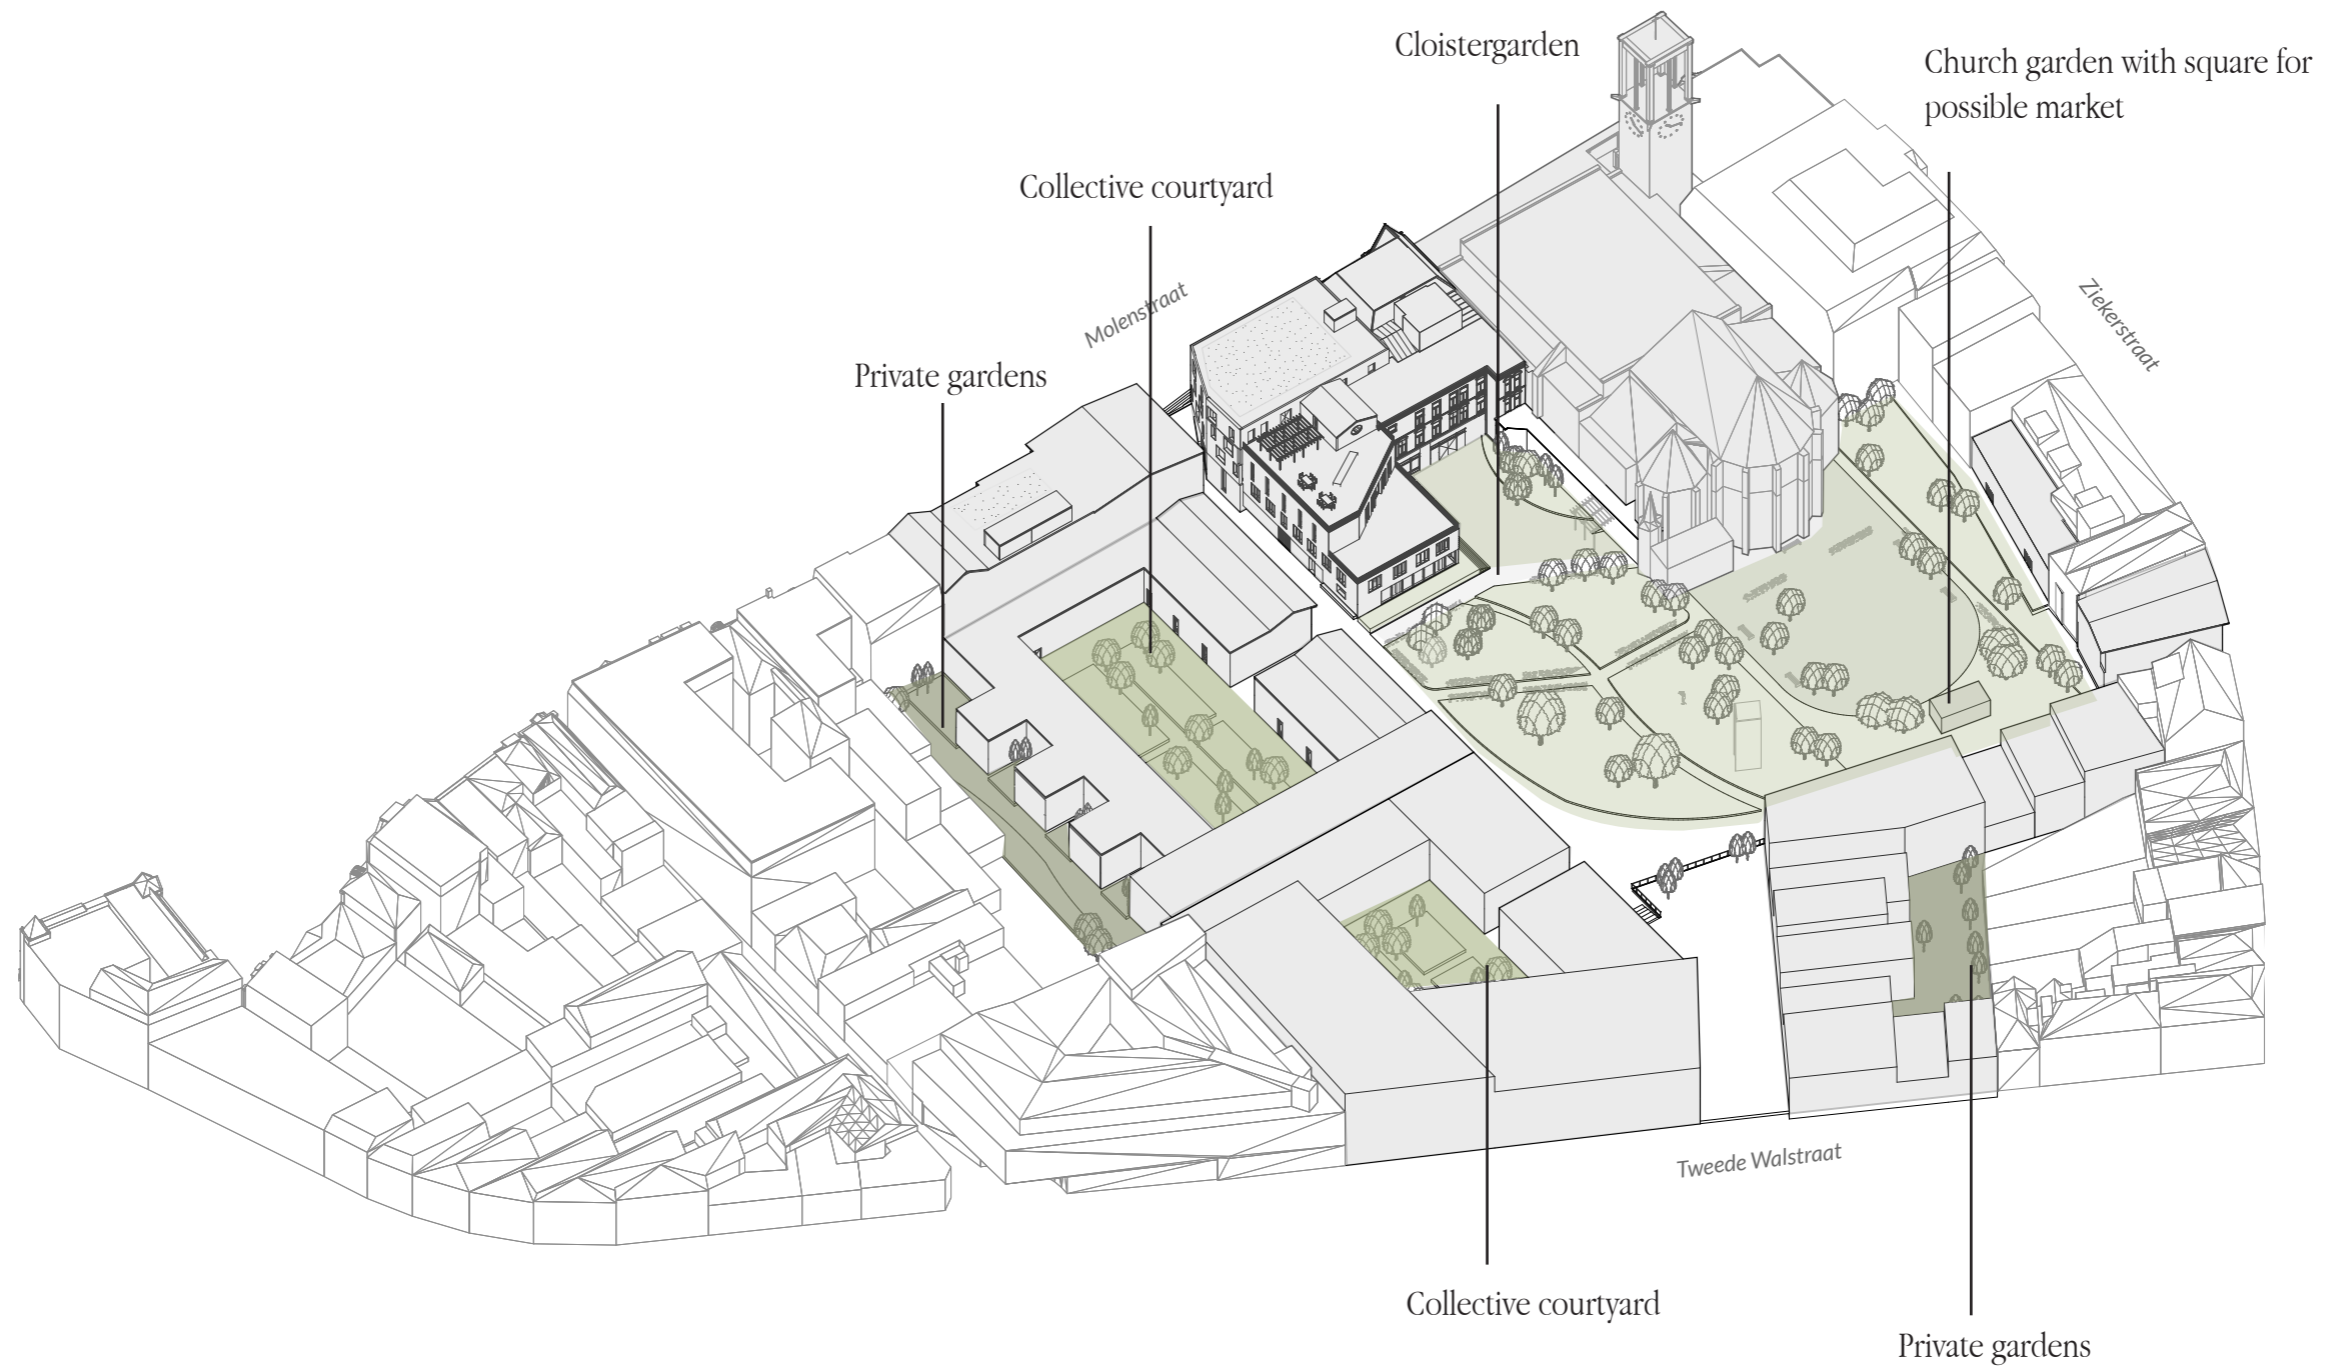 Cloistergarden
Church garden with square for
possible market
Collective courtyard
Molenstraat
Ziekerstraat
Private gardens
Tweede Walstraat
Collective courtyard
Private gardens